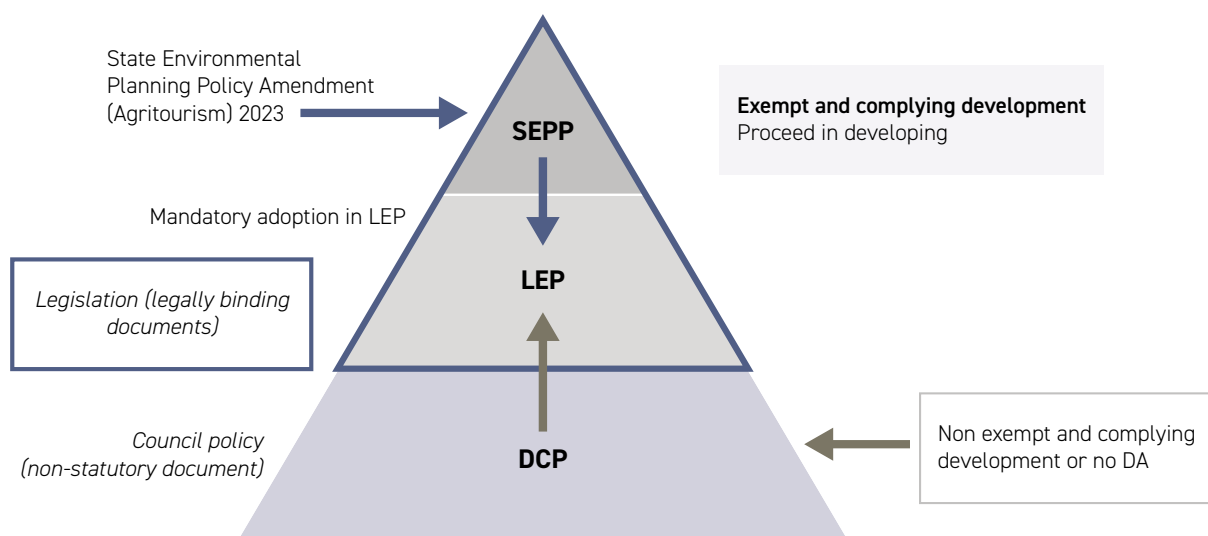 State Environmental
Planning Policy Amendment
(Agritourism) 2023
Exempt and complying development
Proceed in developing
SEPP
Mandatory adoption in LEP
LEP
Legislation (legally binding
documents)
Council policy
(non-statutory document)
DCP
Non exempt and complying
development or no DA